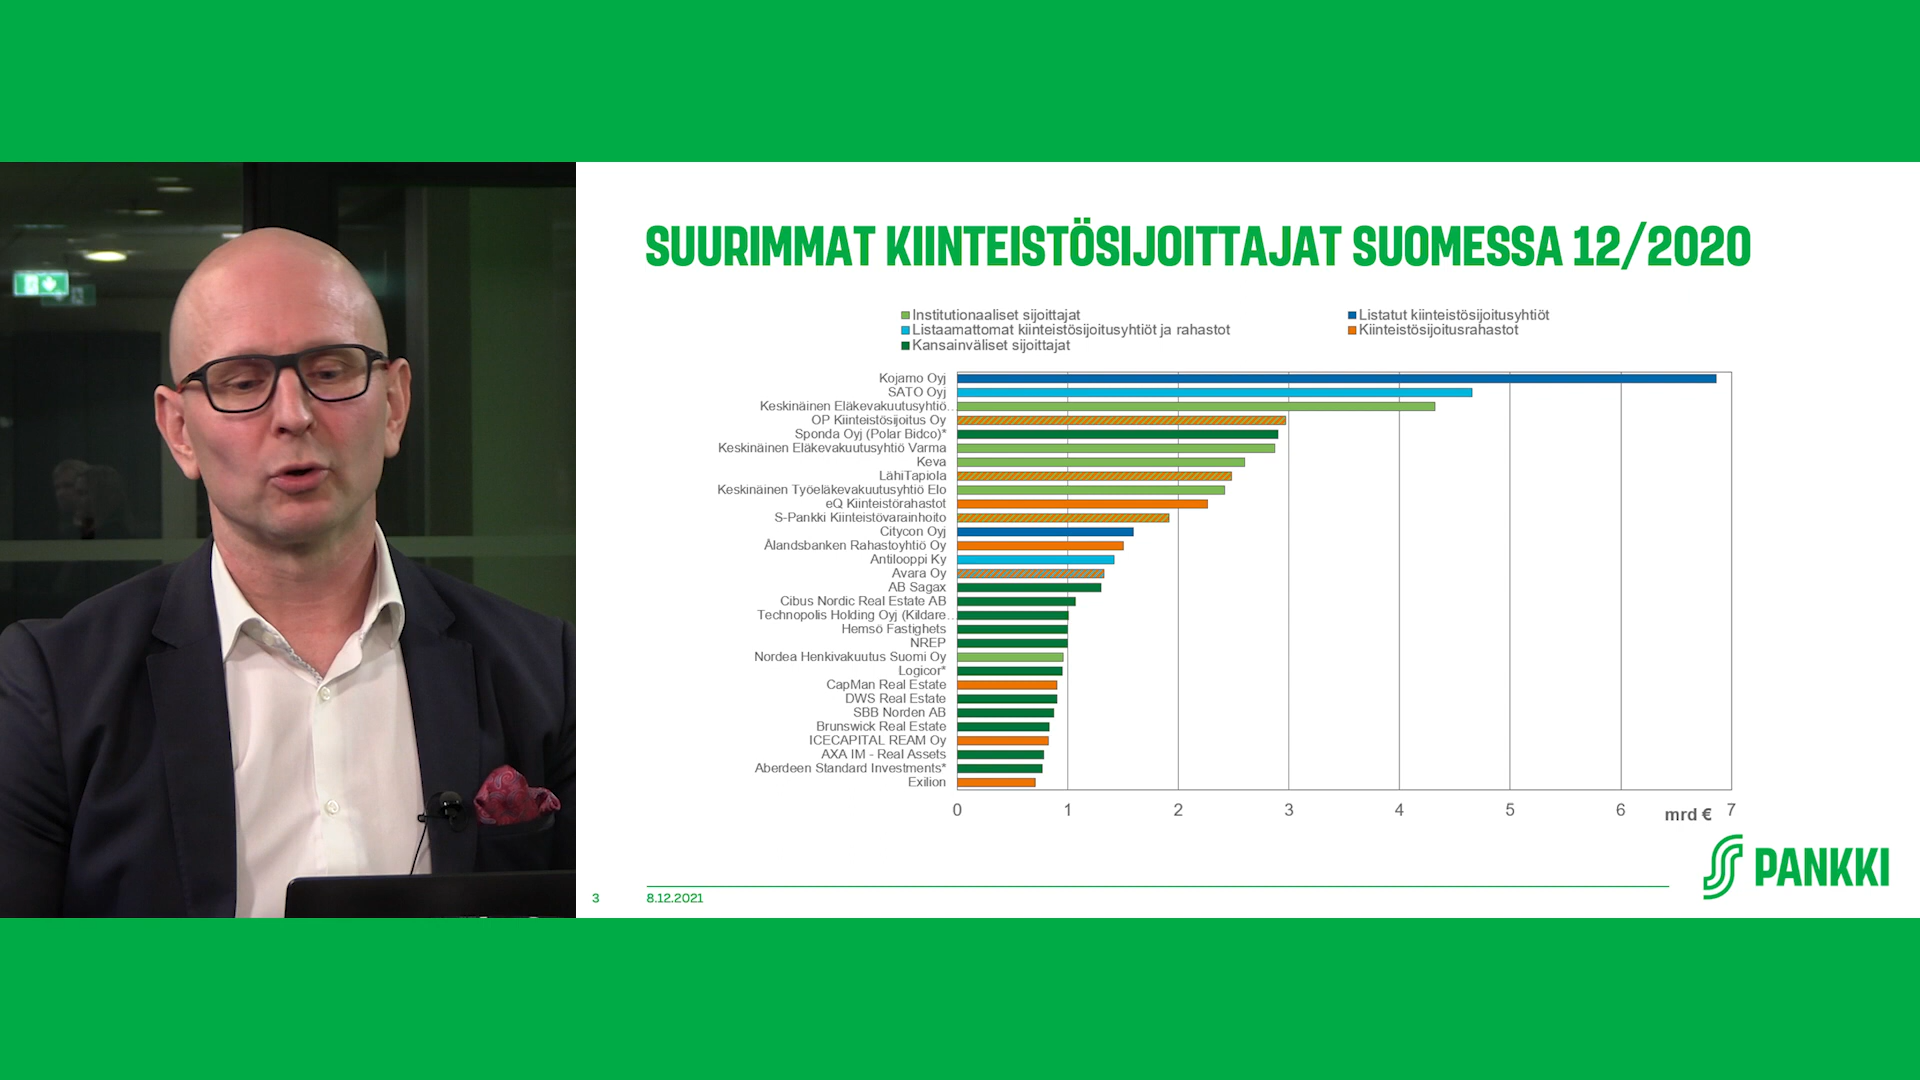 SUURIMMAT KIINTEISTÖSIJOITTAJAT SUOMESSA 12/2020
Institutionaaliset sijoittajat
Listatut kiinteistösijoitusyhtiöt
Listaamattomat kiinteistösijoitusyhtiöt ja rahastot
Kiinteistösijoitusrahastot
Kansainväliset sijoittajat
Kojamo Oyj
SATO Oyj
Keskinäinen Eläkevakuutusyhtiö..
OP Kiinteistösijoitus Oy
Sponda Oyj (Polar Bidco)*
Keskinäinen Eläkevakuutusyhtiö Varma
Keva
LähiTapiola
Keskinäinen Työeläkevakuutusyhtiö Elo
eQ Kiinteistörahastot
S-Pankki Kiinteistövarainhoito
Citycon Oyj
Ålandsbanken Rahastoyhtiö Oy
Antilooppi Ky
Avara Oy
AB Sagax
Cibus Nordic Real Estate AB
Technopolis Holding Oyj (Kildare..
Hemsö Fastighets
NREP
Nordea Henkivakuutus Suomi Oy
Logicor*
CapMan Real Estate
DWS Real Estate
SBB Norden AB
Brunswick Real Estate
ICECAPITAL REAM Oy
AXA IM - Real Assets
Aberdeen Standard Investments*
Exilion
0 1 2 3 4 5 6 7
mrd €
PANKKI
3 8.12.2021